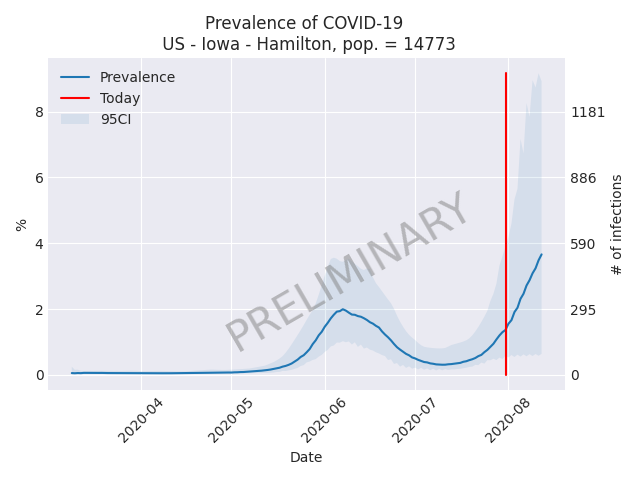 Prevalence of COVID-19
US - Iowa - Hamilton, pop. = 14773
Prevalence
Today
95CI
%
8
6
4
2
0
1181
886
590
295
0
# of infections
PRELIMINARY
2020-04
2020-05
2020-06
2020-07
2020-08
Date